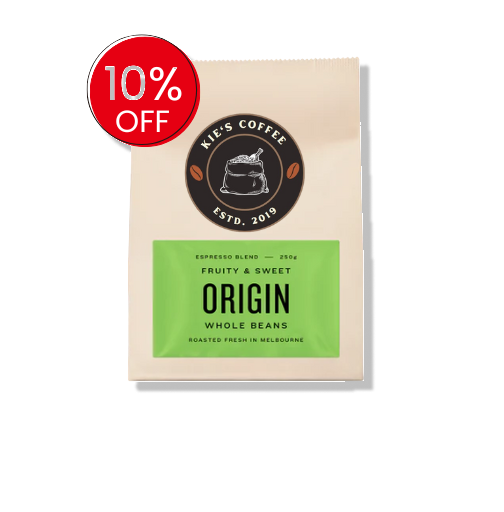 10%
OFF
KIE'S COFFEE
ESTD. 2019
ESPRESSO BLEND — 250g
FRUITY & SWEET
ORIGIN
WHOLE BEANS
ROASTED FRESH IN MELBOURNE